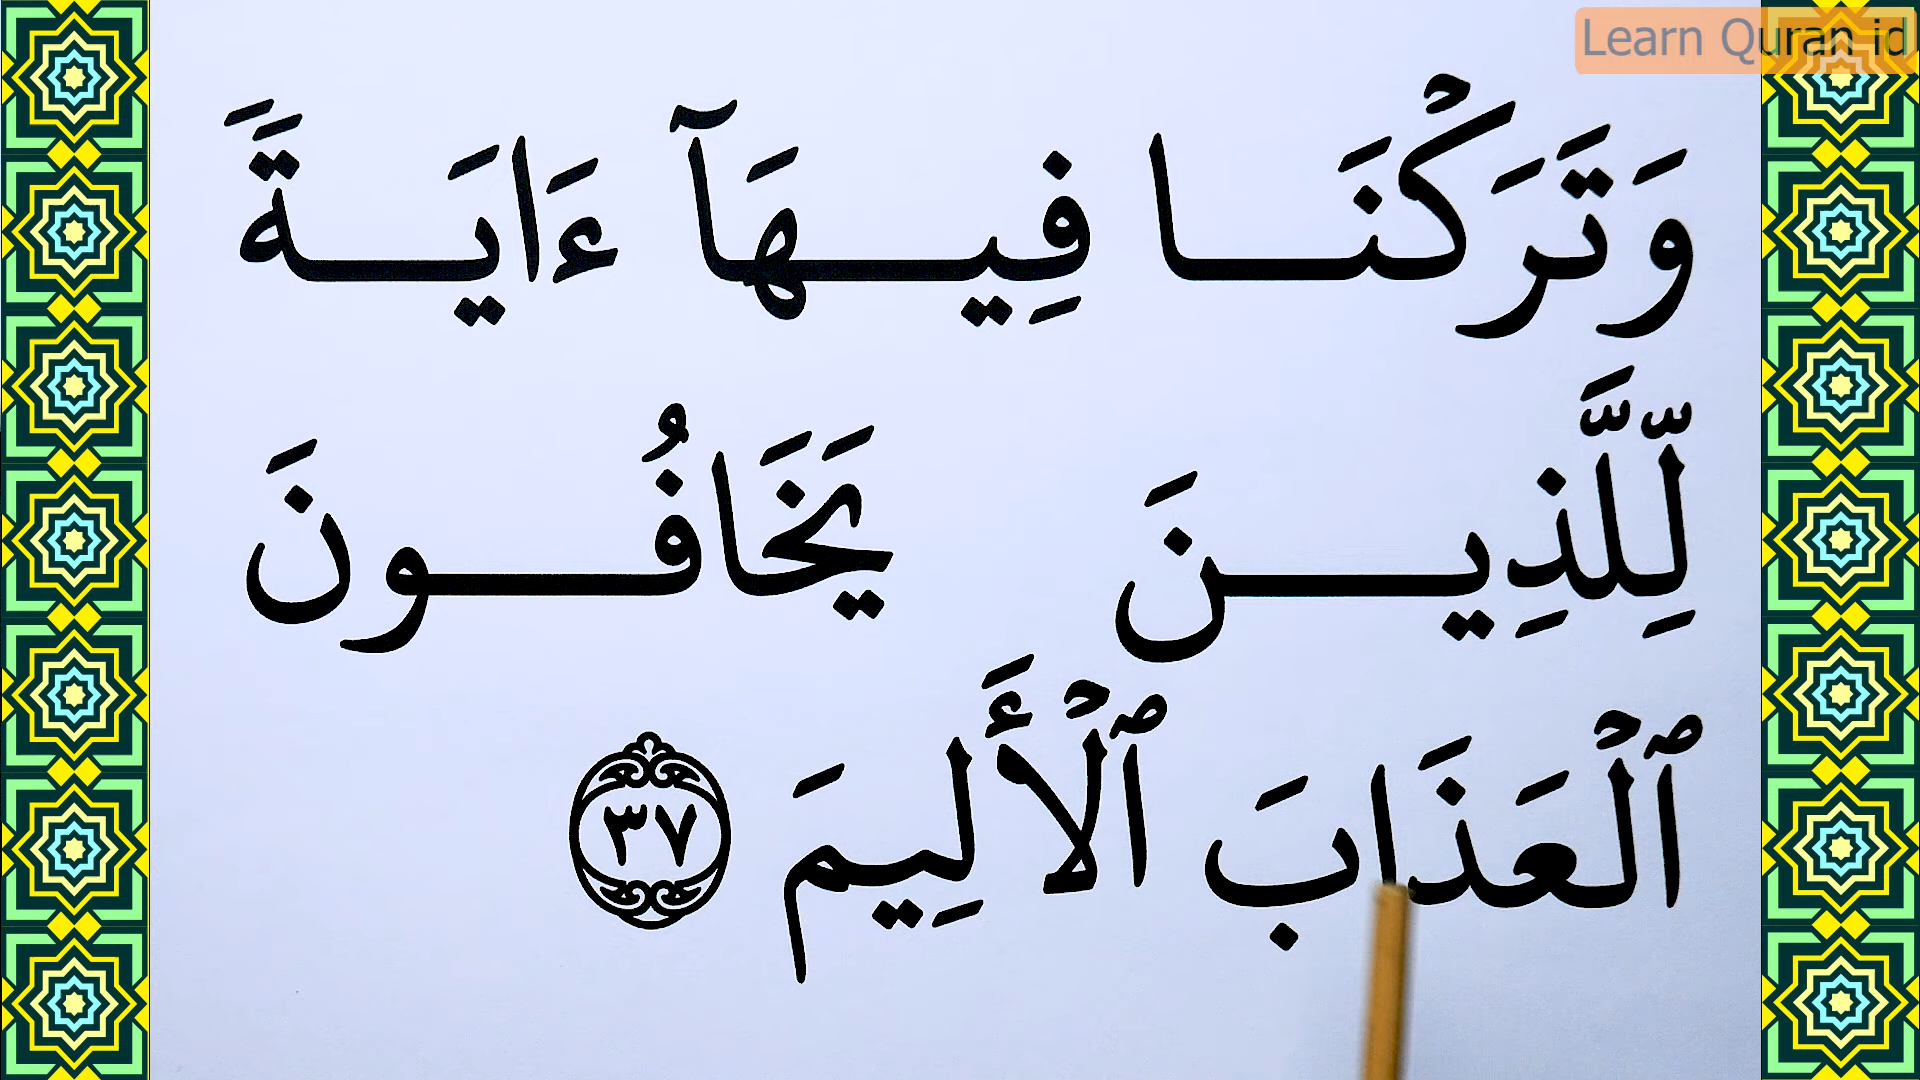 Learn Quran id
وَتَرَكْنَا فِيهَآ ءَايَةً
لِّلَّذِينَ يَخَافُونَ
ٱلْعَذَابَ ٱلْأَلِيمَ ٣٧